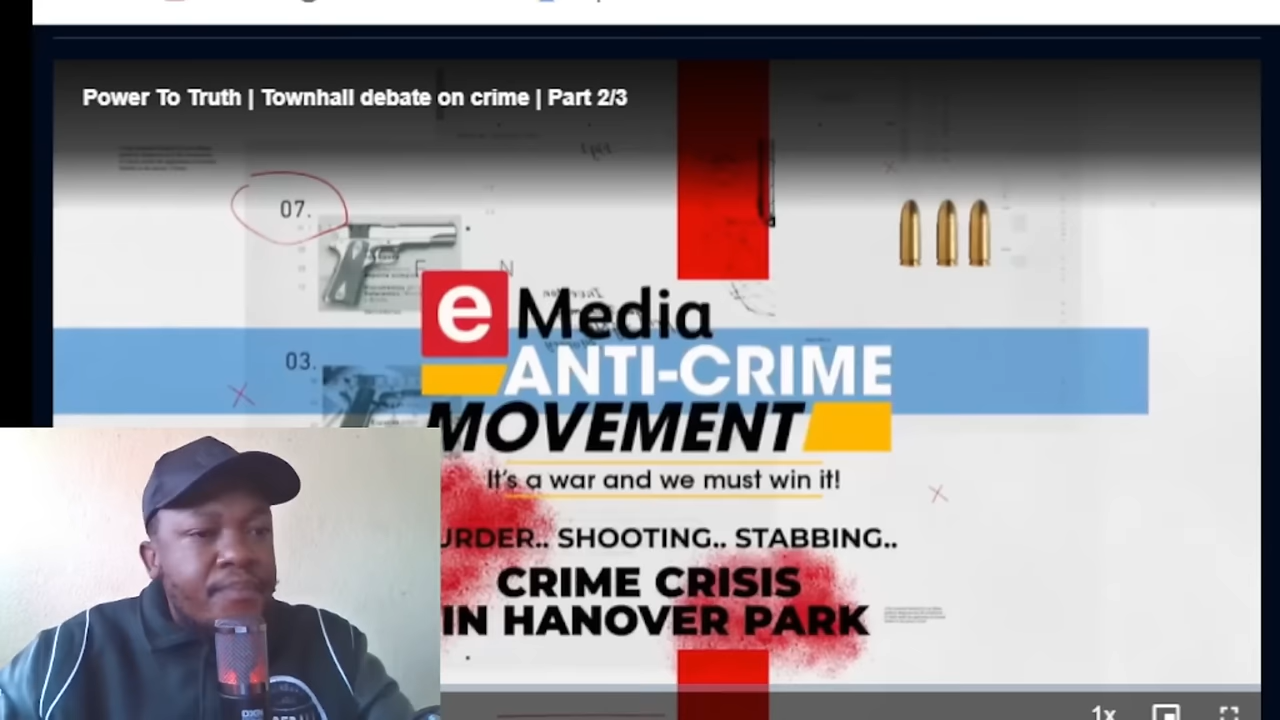 Power To Truth | Townhall debate on crime | Part 2/3
07.
E N
e Media
ANTI-CRIME
03.
MOVEMENT
It's a war and we must win it!
URDER.. SHOOTING.. STABBING..
CRIME CRISIS
IN HANOVER PARK
1x